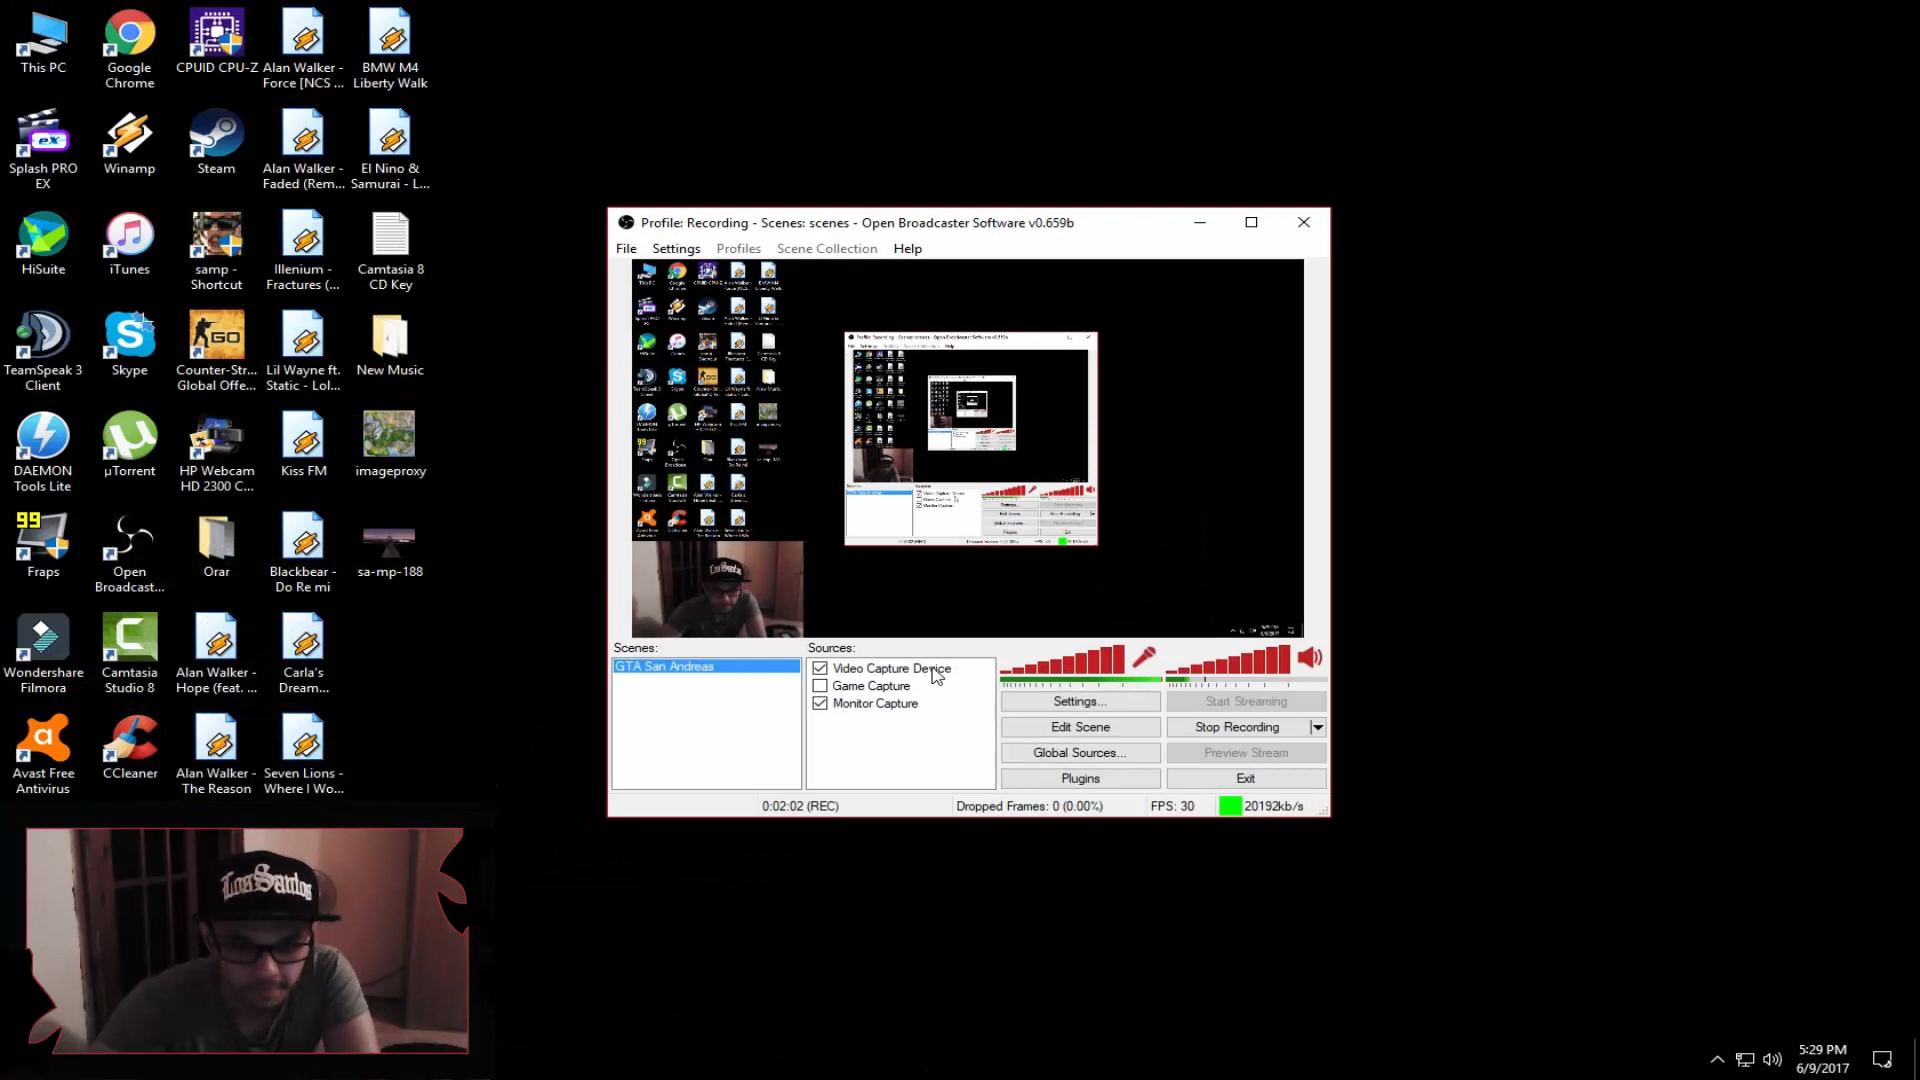 This PC
Google
Chrome
CPUID CPU-Z
Alan Walker -
Force [NCS ...
BMW M4
Liberty Walk
eX
Splash PRO
EX
Winamp
Steam
Alan Walker -
Faded (Rem...
El Nino &
Samurai - L...
HiSuite
iTunes
samp -
Shortcut
Illenium -
Fractures (...
Camtasia 8
CD Key
TeamSpeak 3
Client
Skype
GO
Counter-Str...
Global Offe...
Lil Wayne ft.
Static - Lol...
New Music
DAEMON
Tools Lite
µTorrent
HP Webcam
HD 2300 C...
Kiss FM
imageproxy
99
Fraps
Open
Broadcast...
Orar
Blackbear -
Do Re mi
sa-mp-188
Wondershare
Filmora
Camtasia
Studio 8
Alan Walker -
Hope (feat. ...
Carla's
Dream...
Avast Free
Antivirus
CCleaner
Alan Walker -
The Reason
Seven Lions -
Where I Wo...
Profile: Recording - Scenes: scenes - Open Broadcaster Software v0.659b
File Settings Profiles Scene Collection Help
Scenes:
GTA San Andreas
Sources:
Video Capture Device
Game Capture
Monitor Capture
Settings...
Start Streaming
Edit Scene
Stop Recording
Global Sources...
Preview Stream
Plugins
Exit
0:02:02 (REC)
Dropped Frames: 0 (0.00%)
FPS: 30
20192kb/s
Los Santos
5:29 PM
6/9/2017